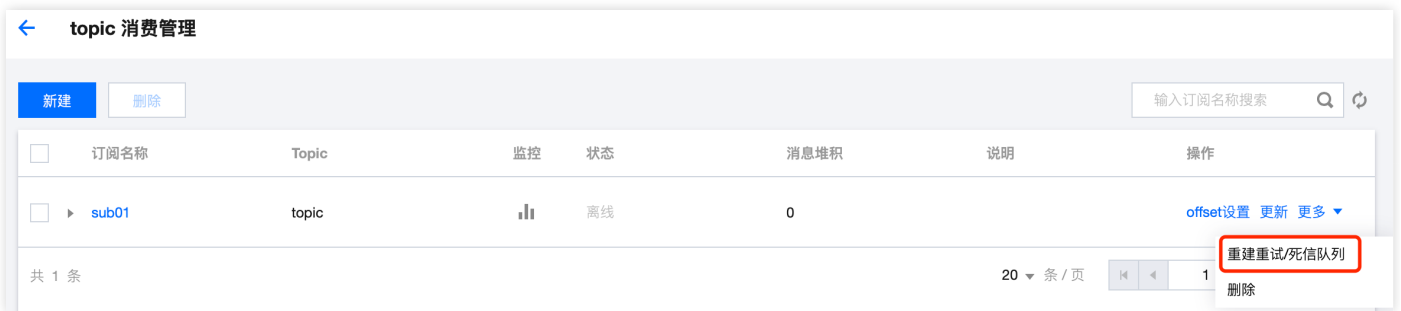 topic 消费管理
新建 删除 输入订阅名称搜索
订阅名称 Topic 监控 状态 消息堆积 说明 操作
sub01 topic 离线 0 offset设置 更新 更多
重建重试/死信队列
共 1 条 20 条 / 页 1
删除